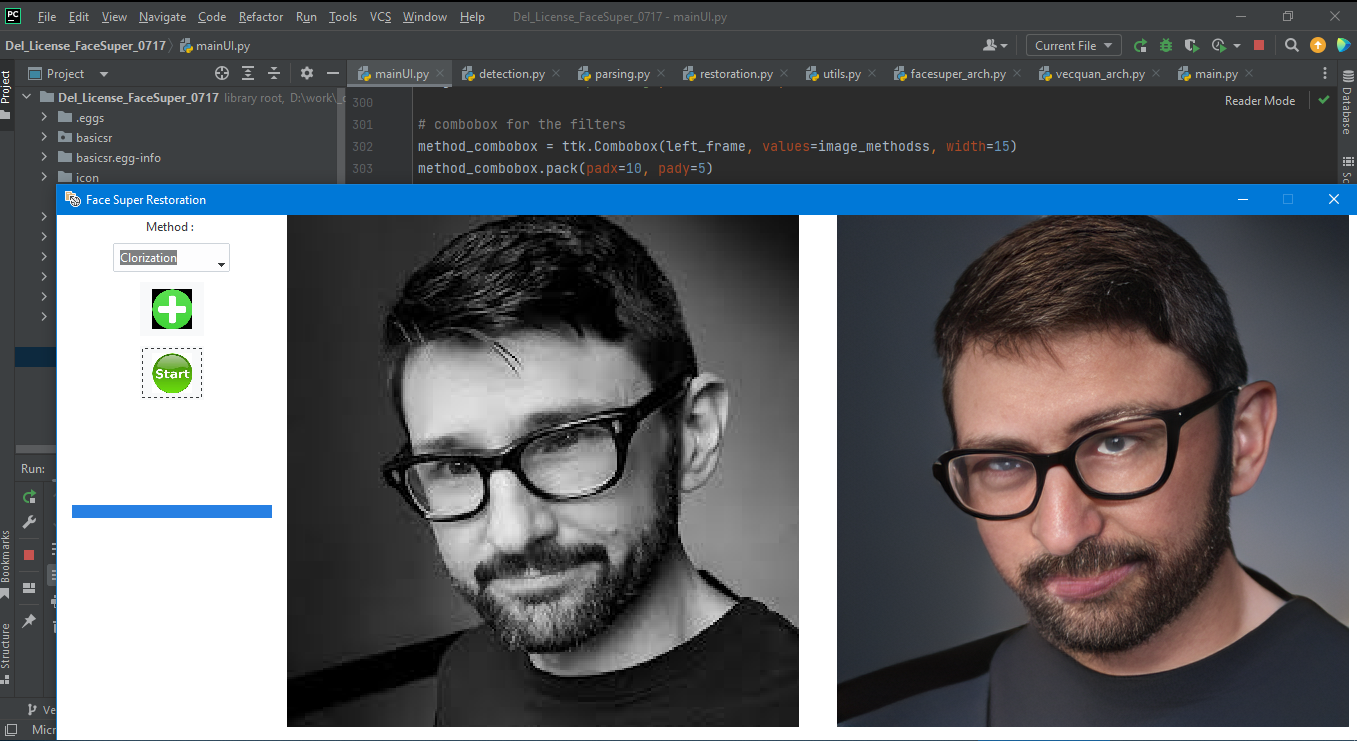 PC File Edit View Navigate Code Refactor Run Tools VCS Window Help Del_License_FaceSuper_0717 - mainUI.py
Del_License_FaceSuper_0717 mainUI.py Current File
Project
Project mainUI.py detection.py parsing.py restoration.py utils.py facesuper_arch.py vecquan_arch.py main.py
Del_License_FaceSuper_0717 library root, D:\work\_c
.eggs
basicsr
basicsr.egg-info
icon
300
301 # combobox for the filters
302 method_combobox = ttk.Combobox(left_frame, values=image_methodss, width=15)
303 method_combobox.pack(padx=10, pady=5)
Reader Mode
Database
Sc
Face Super Restoration
Method :
Clorization
Start
Run:
Bookmarks
Structure
Ve
Micr